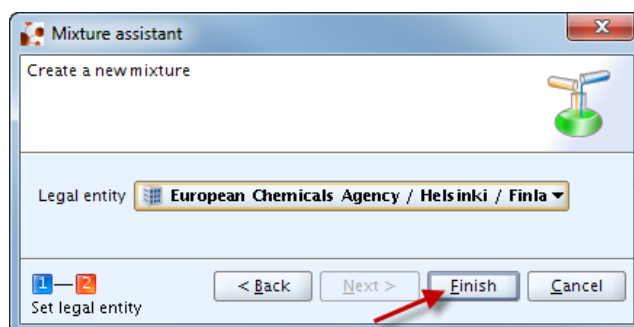 Mixture assistant
Create a new mixture
Legal entity European Chemicals Agency / Helsinki / Finla
1 2
< Back Next > Finish Cancel
Set legal entity